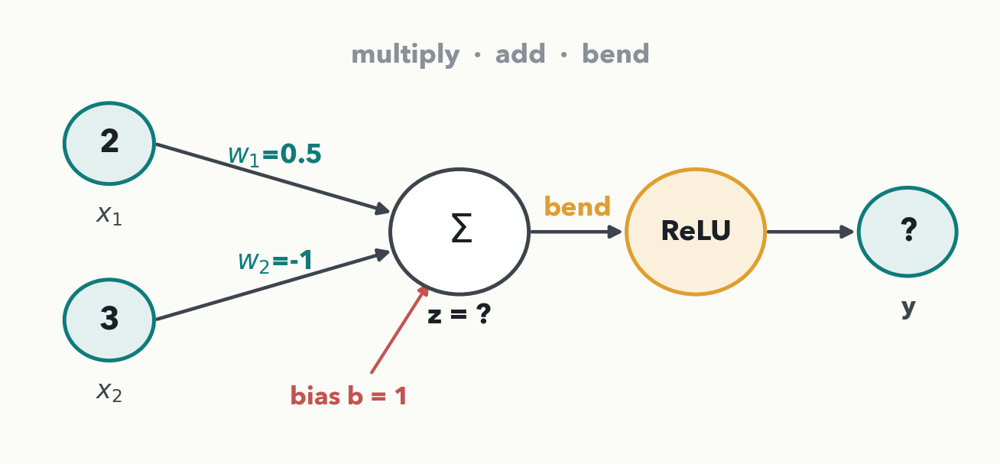 multiply · add · bend
2
w₁=0.5
x₁
bend
Σ
ReLU
?
w₂=-1
z = ?
y
3
x₂
bias b = 1